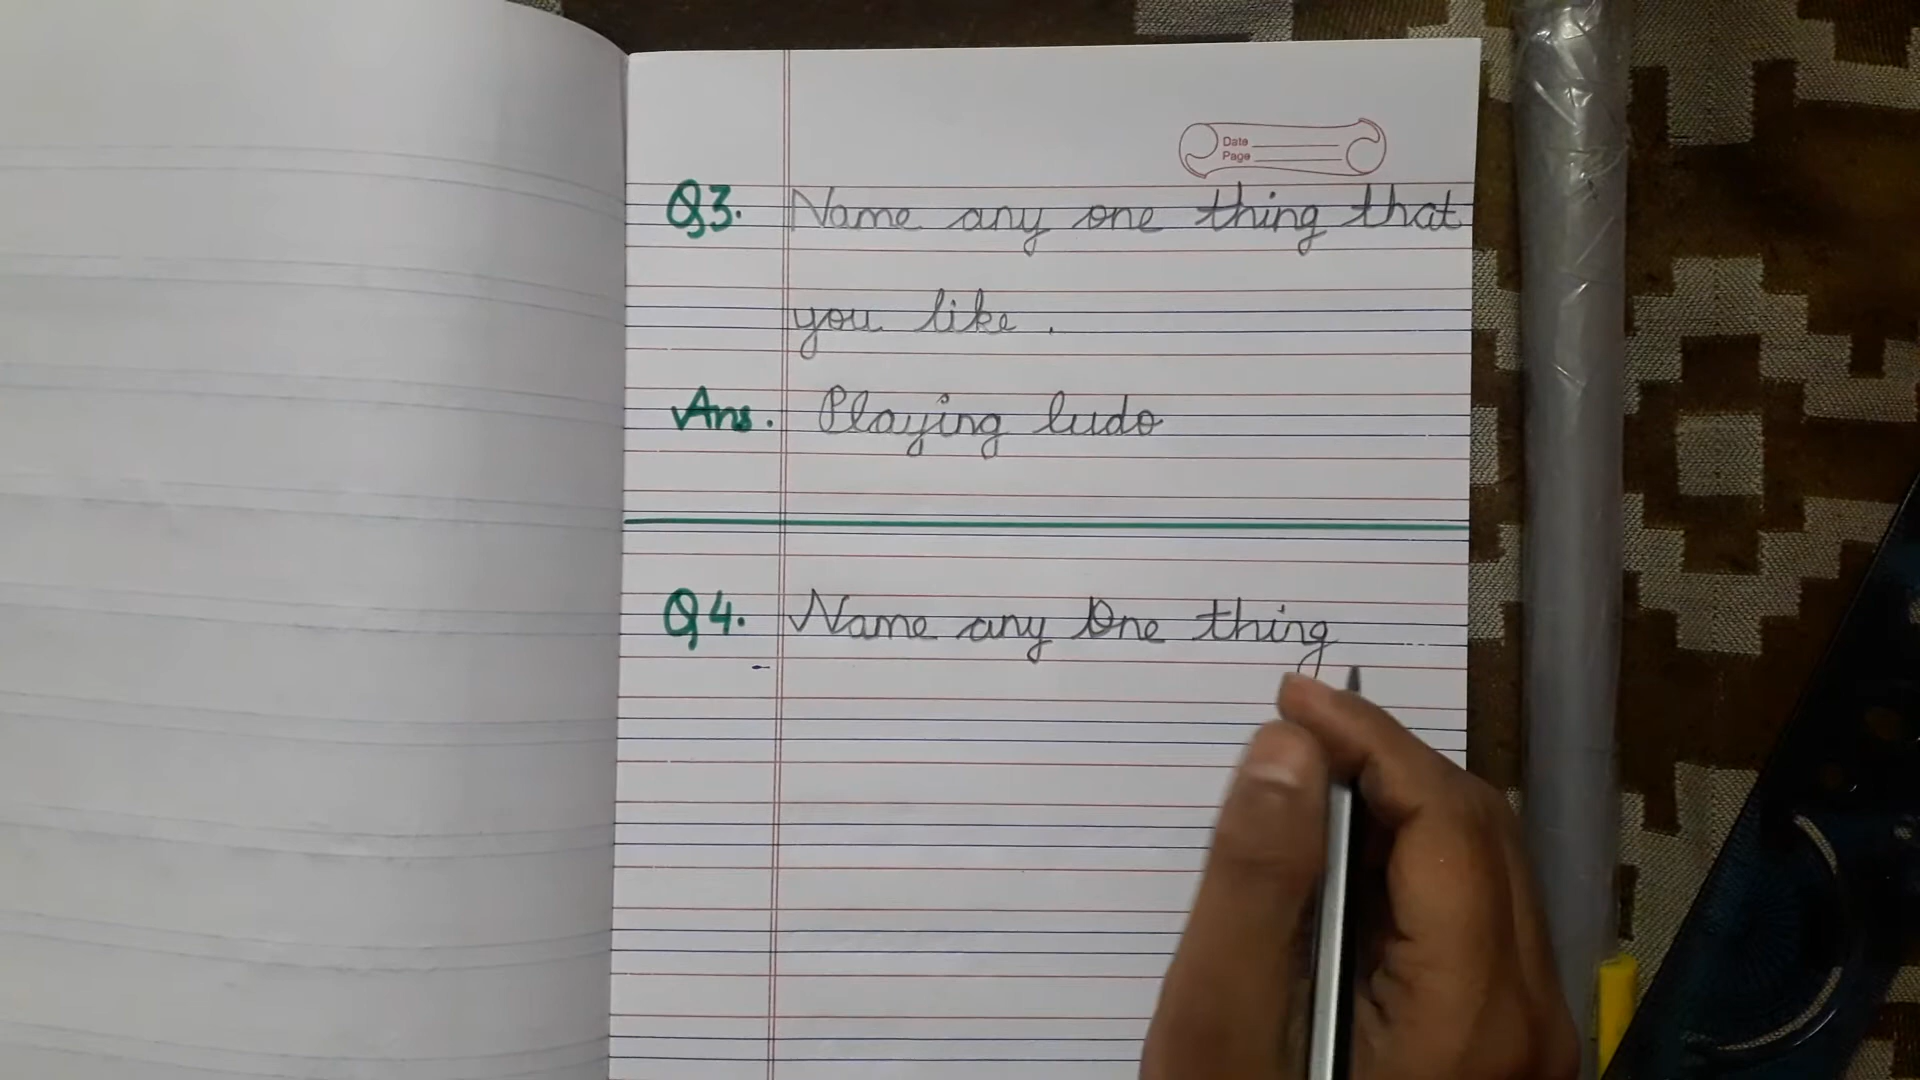 Date
Page
Q3. Name any one thing that
you like.
Ans. Playing ludo
Q4. Name any One thing